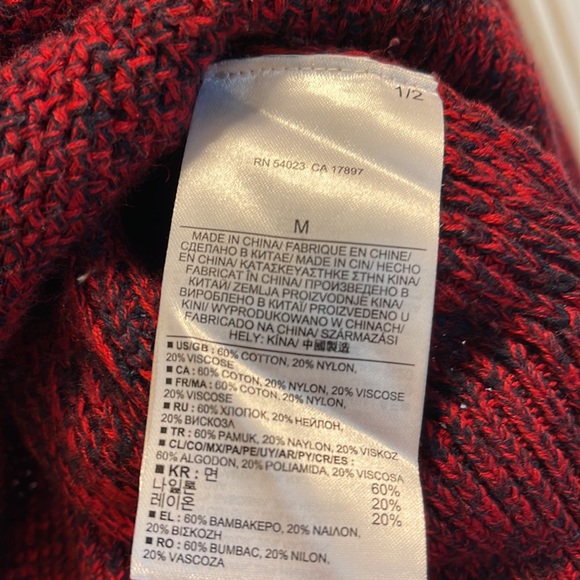 1/2
RN 54023 CA 17897
M
MADE IN CHINA/ FABRIQUE EN CHINE/
СДЕЛАНО В КИТАЕ/ MADE IN CIN/ HECHO
EN CHINA/ ΚΑΤΑΣΚΕΥΑΣΤΗΚΕ ΣΤΗΝ ΚΙΝΑ/
FABRICAT ÎN CHINA/ ПРОИЗВЕДЕНО В
КИТАЙ/ ZEMLJA PROIZVODNJE KINA/
ВИРОБЛЕНО В КИТАЇ/ PROIZVEDENO U
KINI/ WYPRODUKOWANO W CHINACH/
FABRICADO NA CHINA/ SZÁRMAZÁSI
HELY: KÍNA/ 中國製造
■ US/GB : 60% COTTON, 20% NYLON,
20% VISCOSE
■ CA : 60% COTON, 20% NYLON, 20% VISCOSE
■ FR/MA : 60% COTON, 20% NYLON,
20% VISCOSE
■ RU : 60% ХЛОПОК, 20% НЕЙЛОН,
20% ВИСКОЗА
■ TR : 60% PAMUK, 20% NAYLON, 20% VISKOZ
■ CL/CO/MX/PA/PE/UY/AR/PY/CR/ES :
60% ALGODON, 20% POLIAMIDA, 20% VISCOSA
■ KR : 면 60%
나일론 20%
레이온 20%
■ EL : 60% ΒΑΜΒΑΚΕΡΟ, 20% ΝΑΙΛΟΝ,
20% ΒΙΣΚΟΖΗ
■ RO : 60% BUMBAC, 20% NILON,
20% VASCOZA